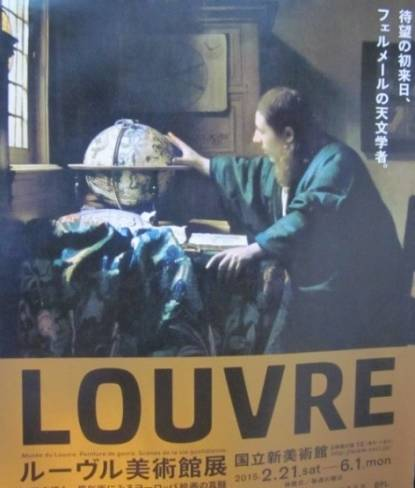 待望の初来日、
フェルメールの天文学者。
LOUVRE
Musée du Louvre. Peinture de genre. Scènes de la vie quotidienne
ルーヴル美術館展
国立新美術館
2015 2.21.sat—6.1.mon